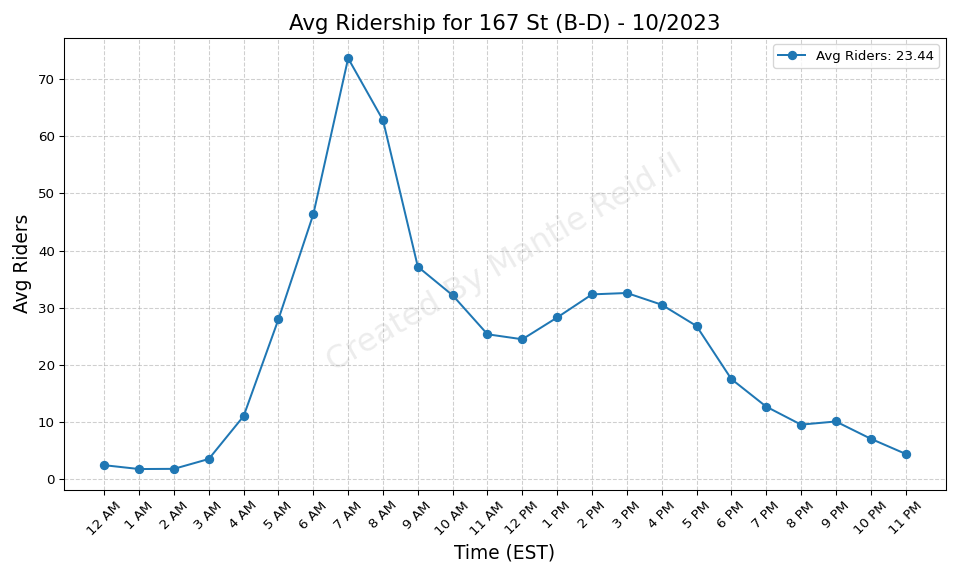 Avg Ridership for 167 St (B-D) - 10/2023
Avg Riders: 23.44
Avg Riders
70
60
50
40
30
20
10
0
Created By Mantie Reid II
12 AM
1 AM
2 AM
3 AM
4 AM
5 AM
6 AM
7 AM
8 AM
9 AM
10 AM
11 AM
12 PM
1 PM
2 PM
3 PM
4 PM
5 PM
6 PM
7 PM
8 PM
9 PM
10 PM
11 PM
Time (EST)